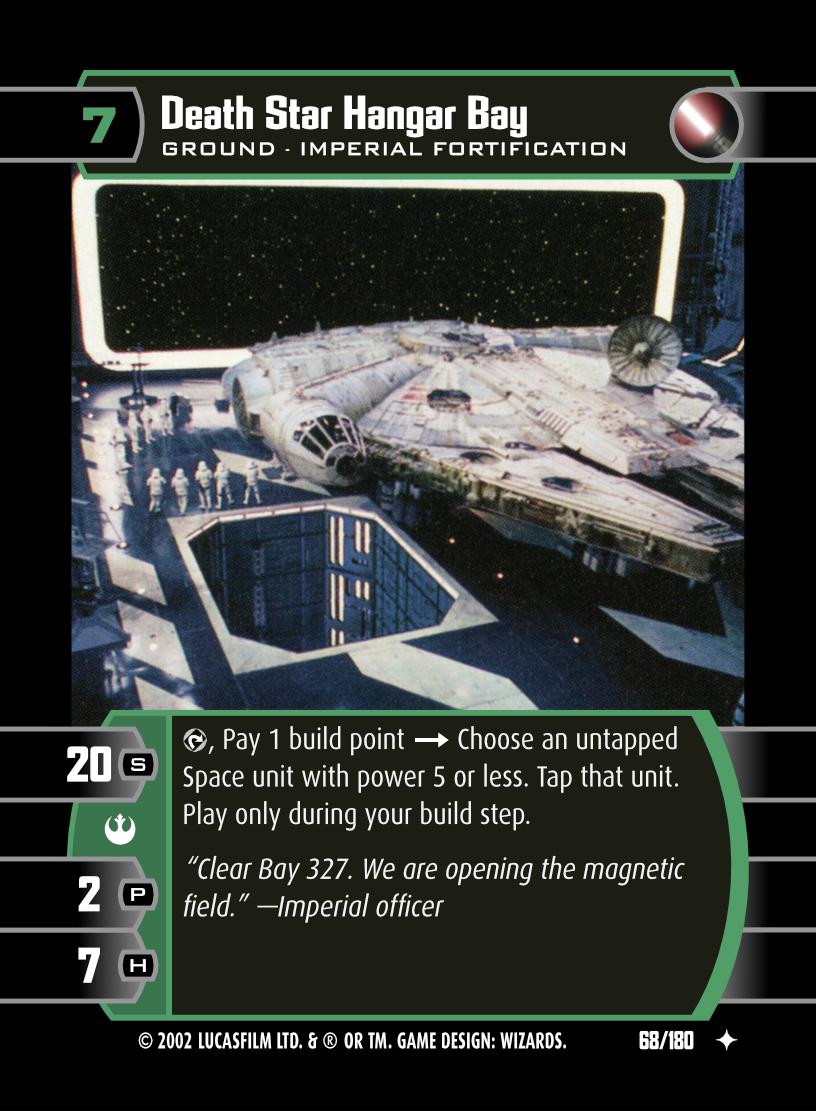 7
Death Star Hangar Bay
GROUND - IMPERIAL FORTIFICATION
20 S
2 P
7 H
, Pay 1 build point → Choose an untapped
Space unit with power 5 or less. Tap that unit.
Play only during your build step.
“Clear Bay 327. We are opening the magnetic
field.” —Imperial officer
© 2002 LUCASFILM LTD. & ® OR TM. GAME DESIGN: WIZARDS.
68/180